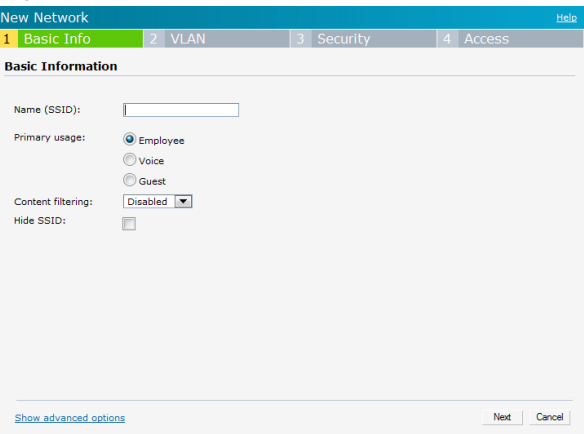 New Network Help
1 Basic Info 2 VLAN 3 Security 4 Access
Basic Information
Name (SSID):
Primary usage: Employee
Voice
Guest
Content filtering: Disabled
Hide SSID:
Show advanced options Next Cancel